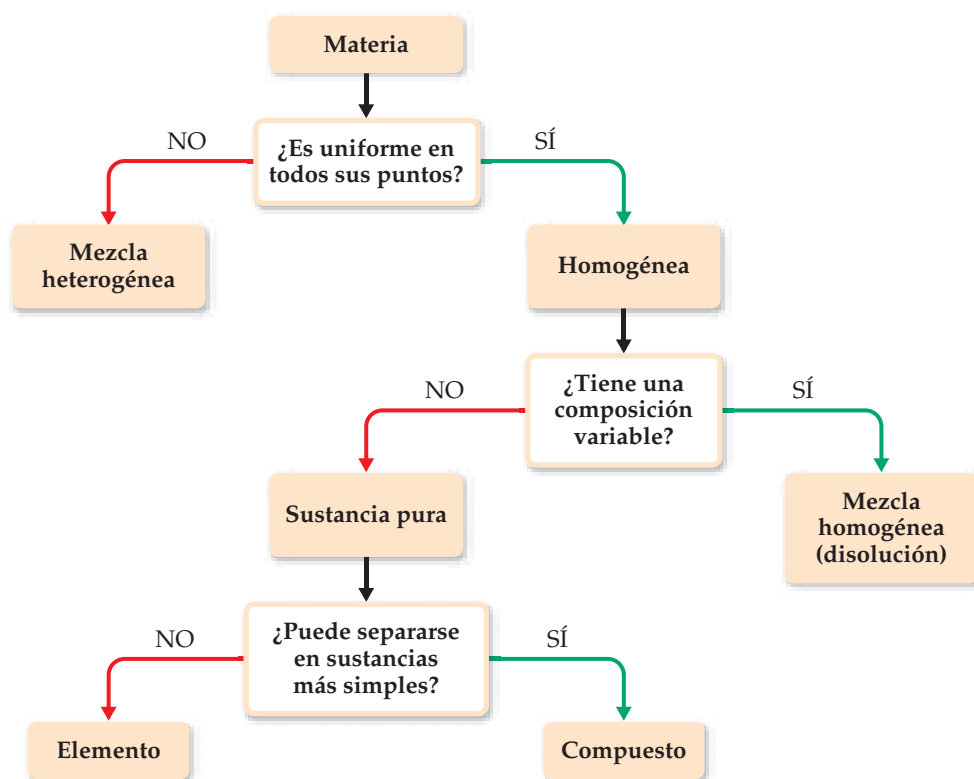 Materia
NO
¿Es uniforme en
todos sus puntos?
SÍ
Mezcla
heterogénea
Homogénea
NO
¿Tiene una
composición
variable?
SÍ
Sustancia pura
Mezcla
homogénea
(disolución)
NO
¿Puede separarse
en sustancias
más simples?
SÍ
Elemento
Compuesto